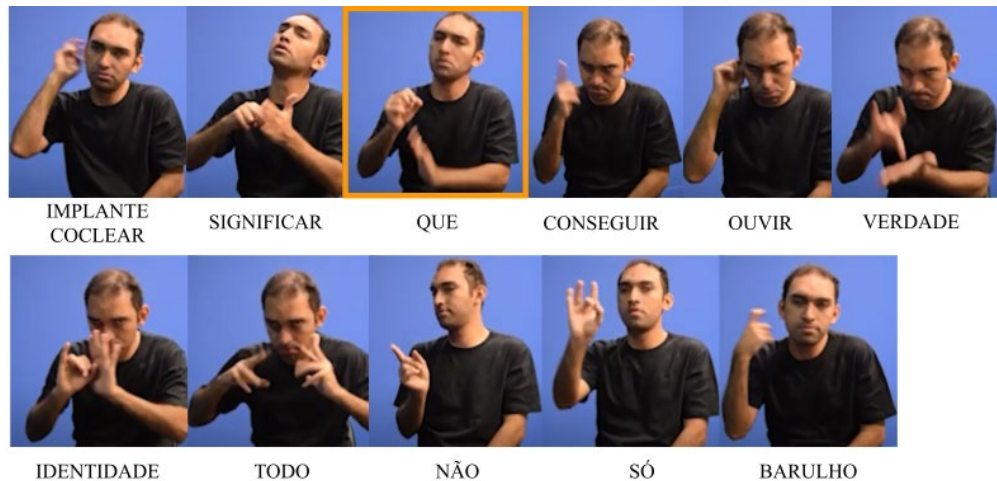 IMPLANTE COCLEAR SIGNIFICAR QUE CONSEGUIR OUVIR VERDADE
IDENTIDADE TODO NÃO SÓ BARULHO